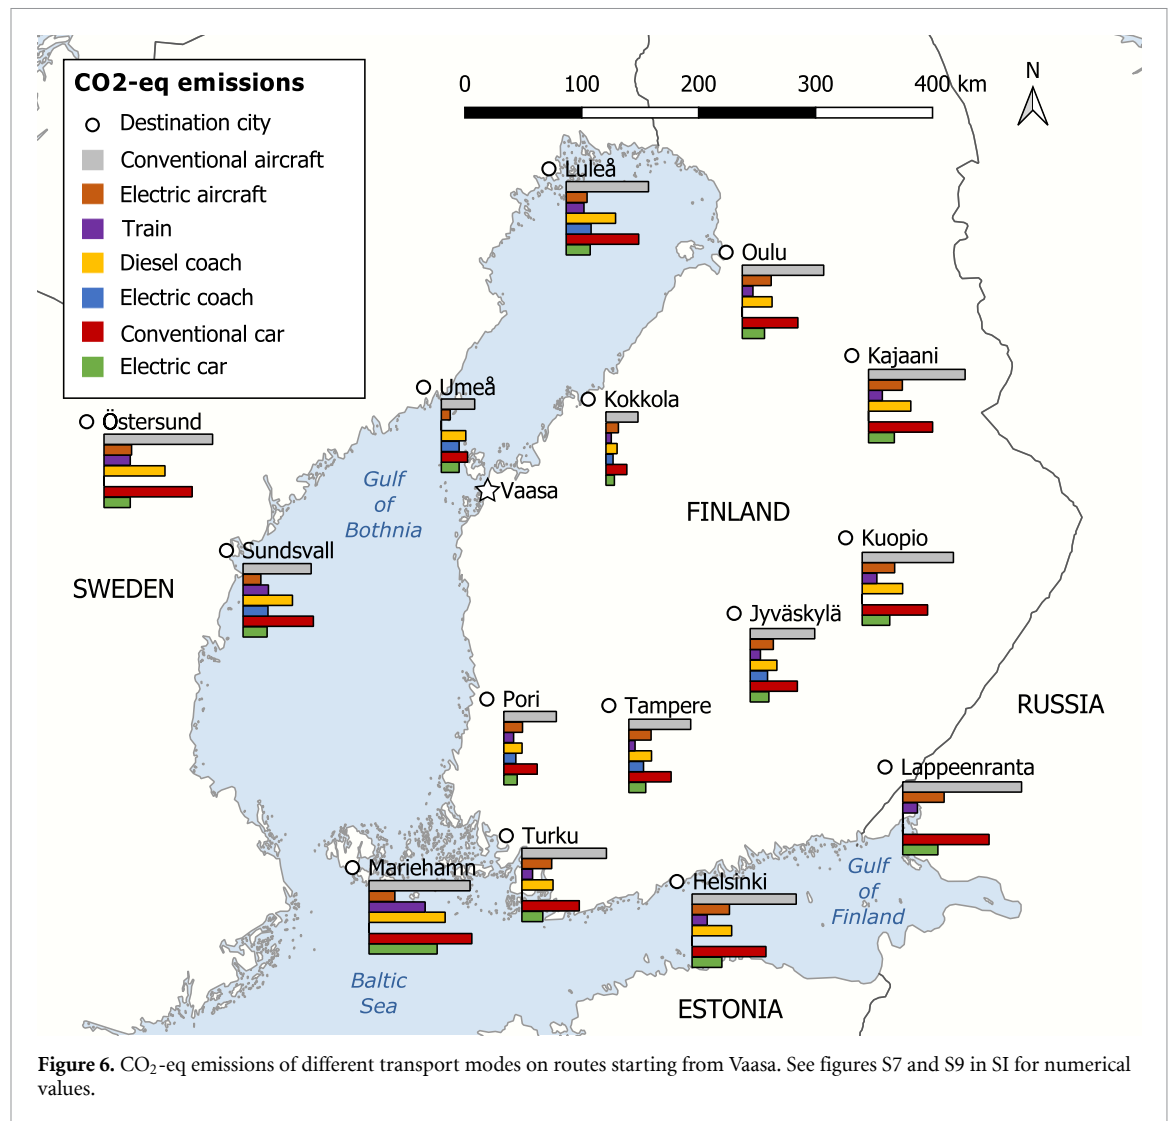 CO2-eq emissions
Destination city
Conventional aircraft
Electric aircraft
Train
Diesel coach
Electric coach
Conventional car
Electric car
0 100 200 300 400 km
N
Luleå
Oulu
Kajaani
Umeå
Kokkola
Östersund
Gulf
of
Bothnia
Vaasa
FINLAND
Kuopio
Sundsvall
SWEDEN
Jyväskylä
Pori
Tampere
RUSSIA
Lappeenranta
Turku
Mariehamn
Helsinki
Gulf
of
Finland
Baltic
Sea
ESTONIA
Figure 6. CO₂-eq emissions of different transport modes on routes starting from Vaasa. See figures S7 and S9 in SI for numerical
values.